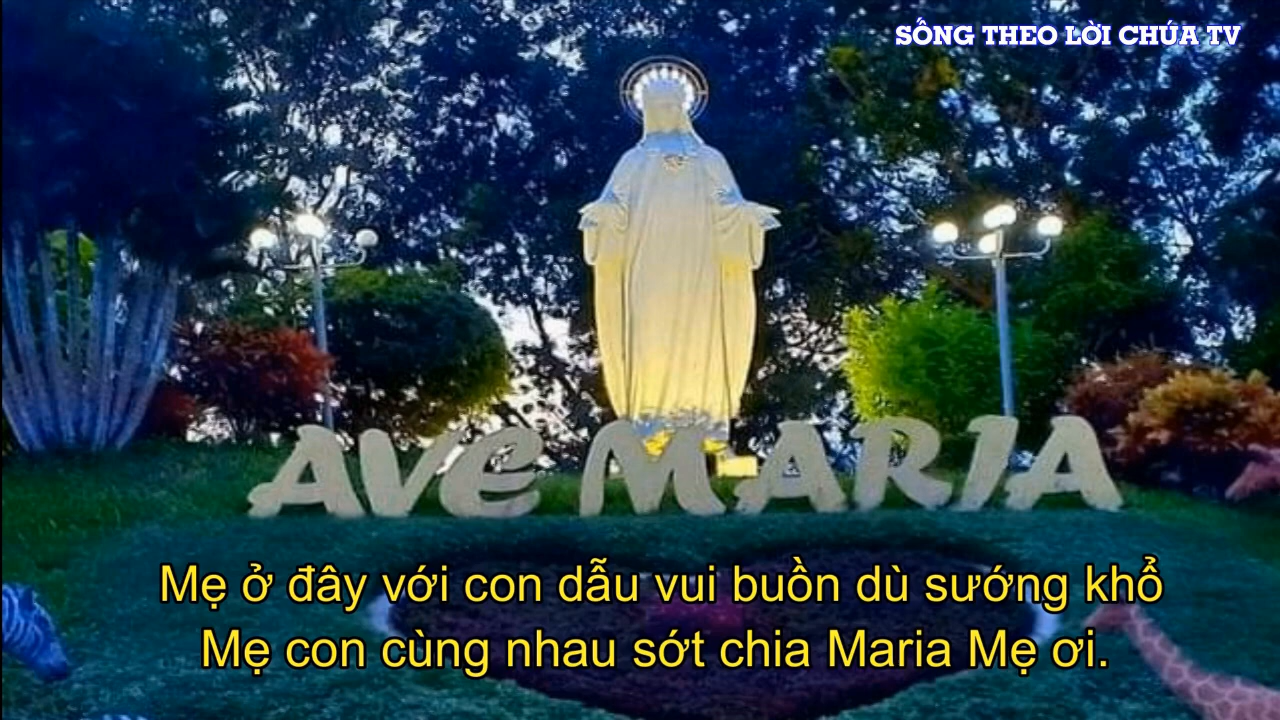 SỐNG THEO LỜI CHÚA TV
AVE MARIA
Mẹ ở đây với con dẫu vui buồn dù sướng khổ
Mẹ con cùng nhau sớt chia Maria Mẹ ơi.